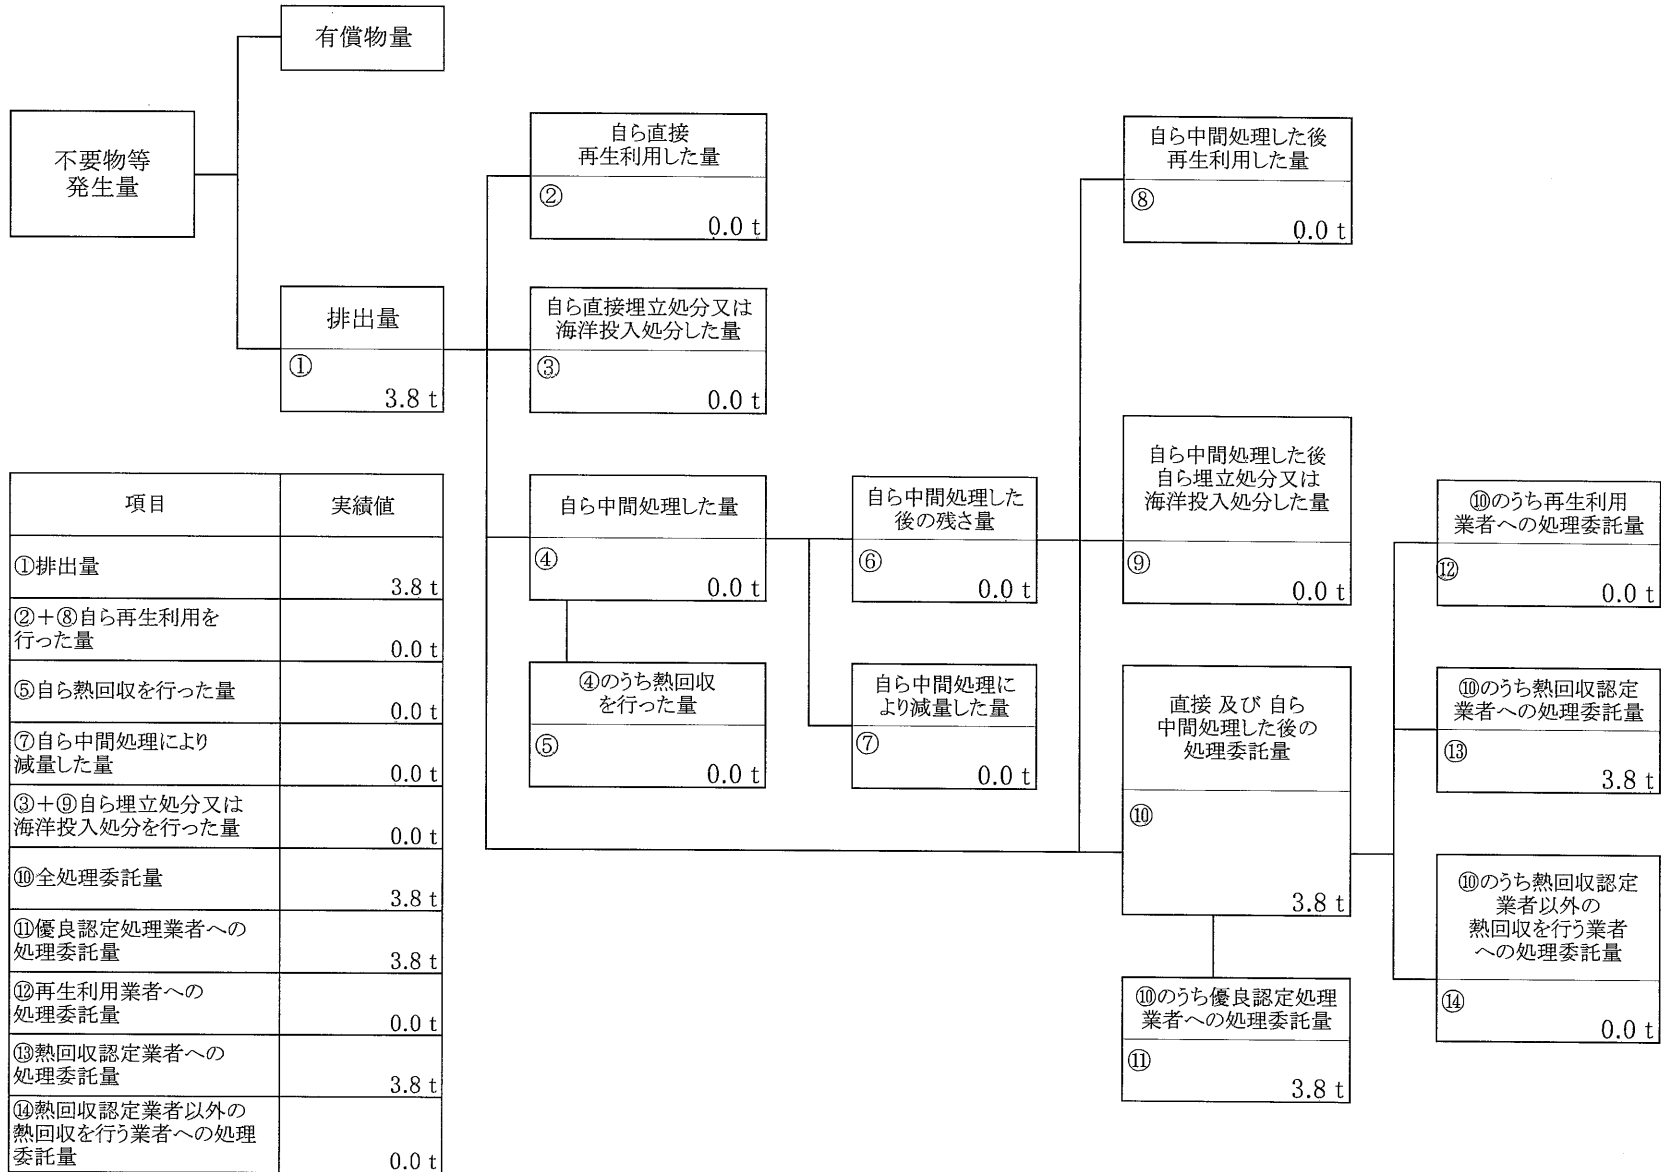 有償物量
不要物等
発生量
自ら直接
再生利用した量
②
0.0 t
自ら中間処理した後
再生利用した量
⑧
0.0 t
排出量
①
3.8 t
自ら直接埋立処分又は
海洋投入処分した量
③
0.0 t
自ら中間処理した量
④
0.0 t
自ら中間処理した
後の残さ量
⑥
0.0 t
自ら中間処理した後
自ら埋立処分又は
海洋投入処分した量
⑨
0.0 t
⑩のうち再生利用
業者への処理委託量
⑫
0.0 t
④のうち熱回収
を行った量
⑤
0.0 t
自ら中間処理に
より減量した量
⑦
0.0 t
直接 及び 自ら
中間処理した後の
処理委託量
⑩
3.8 t
⑩のうち熱回収認定
業者への処理委託量
⑬
3.8 t
⑩のうち熱回収認定
業者以外の
熱回収を行う業者
への処理委託量
⑭
0.0 t
⑩のうち優良認定処理
業者への処理委託量
⑪
3.8 t
項目 実績値
①排出量
3.8 t
②+⑧自ら再生利用を
行った量
0.0 t
⑤自ら熱回収を行った量
0.0 t
⑦自ら中間処理により
減量した量
0.0 t
③+⑨自ら埋立処分又は
海洋投入処分を行った量
0.0 t
⑩全処理委託量
3.8 t
⑪優良認定処理業者への
処理委託量
3.8 t
⑫再生利用業者への
処理委託量
0.0 t
⑬熱回収認定業者への
処理委託量
3.8 t
⑭熱回収認定業者以外の
熱回収を行う業者への処理
委託量
0.0 t